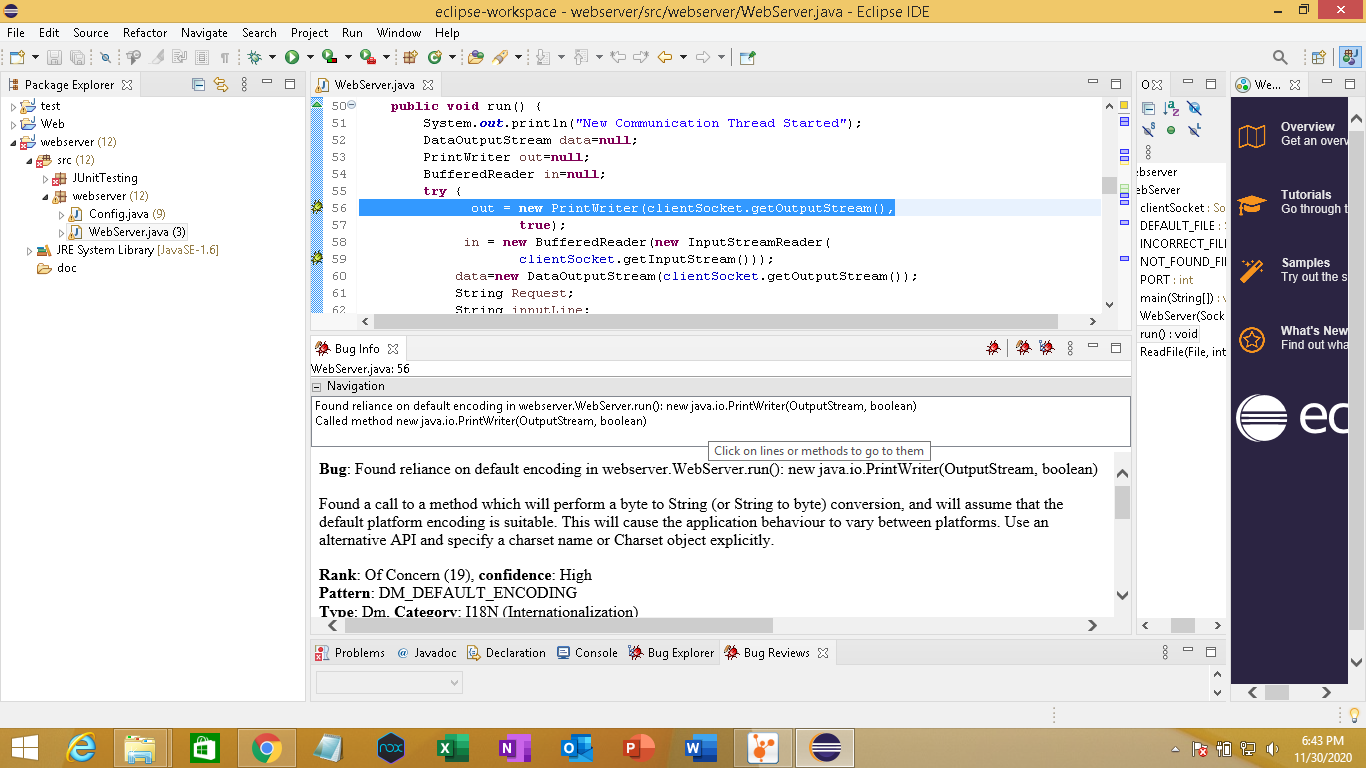 eclipse-workspace - webserver/src/webserver/WebServer.java - Eclipse IDE
File Edit Source Refactor Navigate Search Project Run Window Help
Package Explorer
test
Web
webserver (12)
src (12)
JUnitTesting
webserver (12)
Config.java (9)
WebServer.java (3)
JRE System Library [JavaSE-1.6]
doc
WebServer.java
50 public void run() {
51 System.out.println("New Communication Thread Started");
52 DataOutputStream data=null;
53 PrintWriter out=null;
54 BufferedReader in=null;
55 try {
56 out = new PrintWriter(clientSocket.getOutputStream(),
57 true);
58 in = new BufferedReader(new InputStreamReader(
59 clientSocket.getInputStream()));
60 data=new DataOutputStream(clientSocket.getOutputStream());
61 String Request;
62 String inputLine;
Bug Info
WebServer.java: 56
Navigation
Found reliance on default encoding in webserver.WebServer.run(): new java.io.PrintWriter(OutputStream, boolean)
Called method new java.io.PrintWriter(OutputStream, boolean)
Click on lines or methods to go to them
Bug: Found reliance on default encoding in webserver.WebServer.run(): new java.io.PrintWriter(OutputStream, boolean)
Found a call to a method which will perform a byte to String (or String to byte) conversion, and will assume that the
default platform encoding is suitable. This will cause the application behaviour to vary between platforms. Use an
alternative API and specify a charset name or Charset object explicitly.
Rank: Of Concern (19), confidence: High
Pattern: DM_DEFAULT_ENCODING
Type: Dm, Category: I18N (Internationalization)
Problems @ Javadoc Declaration Console Bug Explorer Bug Reviews
O
ebserver
ebServer
clientSocket : So
DEFAULT_FILE : S
INCORRECT_FILE
NOT_FOUND_FI
PORT : int
main(String[]) : v
WebServer(Sock
run() : void
ReadFile(File, int
We...
Overview
Get an overv
Tutorials
Go through t
Samples
Try out the s
What's New
Find out wha
ec
nox
6:43 PM
11/30/2020